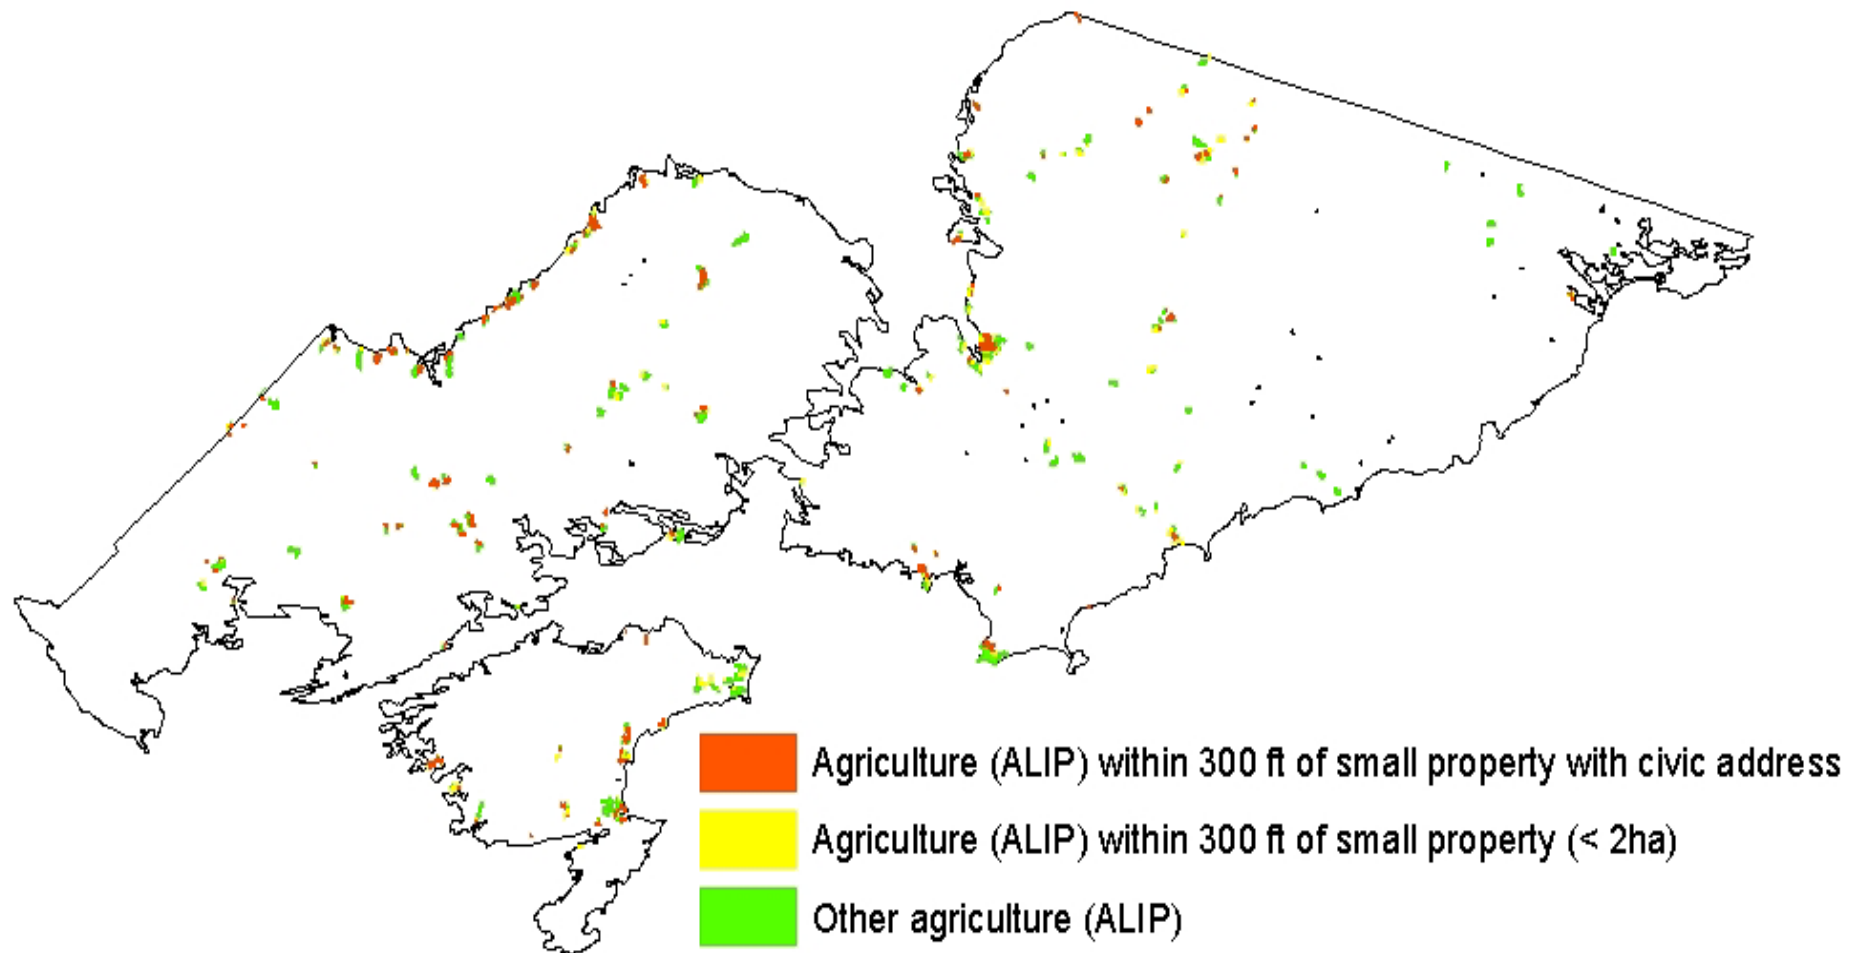 Agriculture (ALIP) within 300 ft of small property with civic address
Agriculture (ALIP) within 300 ft of small property (< 2ha)
Other agriculture (ALIP)